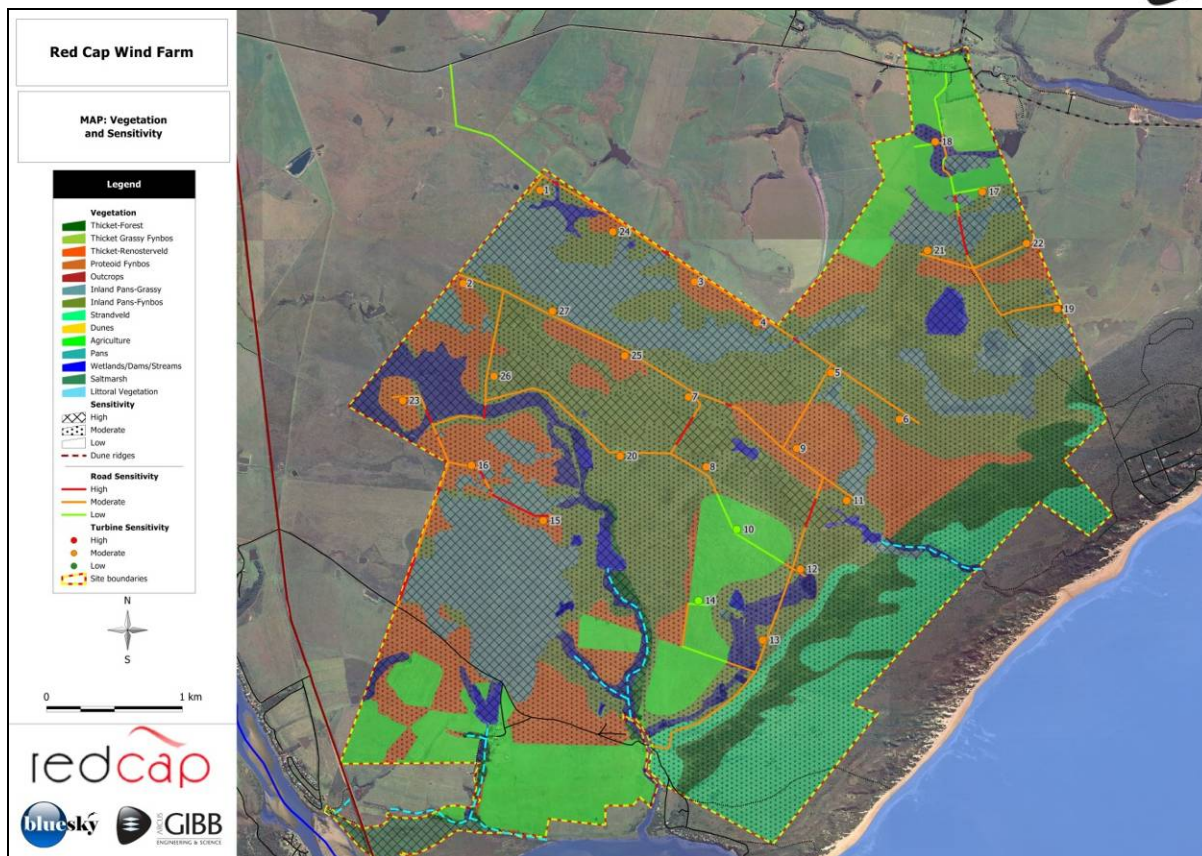 Red Cap Wind Farm
MAP: Vegetation
and Sensitivity
Legend
Vegetation
Thicket-Forest
Thicket Grassy Fynbos
Thicket-Renosterveld
Proteoid Fynbos
Outcrops
Inland Pans-Grassy
Inland Pans-Fynbos
Strandveld
Dunes
Agriculture
Pans
Wetlands/Dams/Streams
Saltmarsh
Littoral Vegetation
Sensitivity
High
Moderate
Low
Dune ridges
Road Sensitivity
High
Moderate
Low
Turbine Sensitivity
High
Moderate
Low
Site boundaries
N
S
0 1 km
redcap
bluesky
ARCUS GIBB
ENGINEERING & SCIENCE
18
17
1
24
21
22
2
3
27
4
19
25
5
26
23
7
6
20
9
16
8
11
15
10
12
14
13